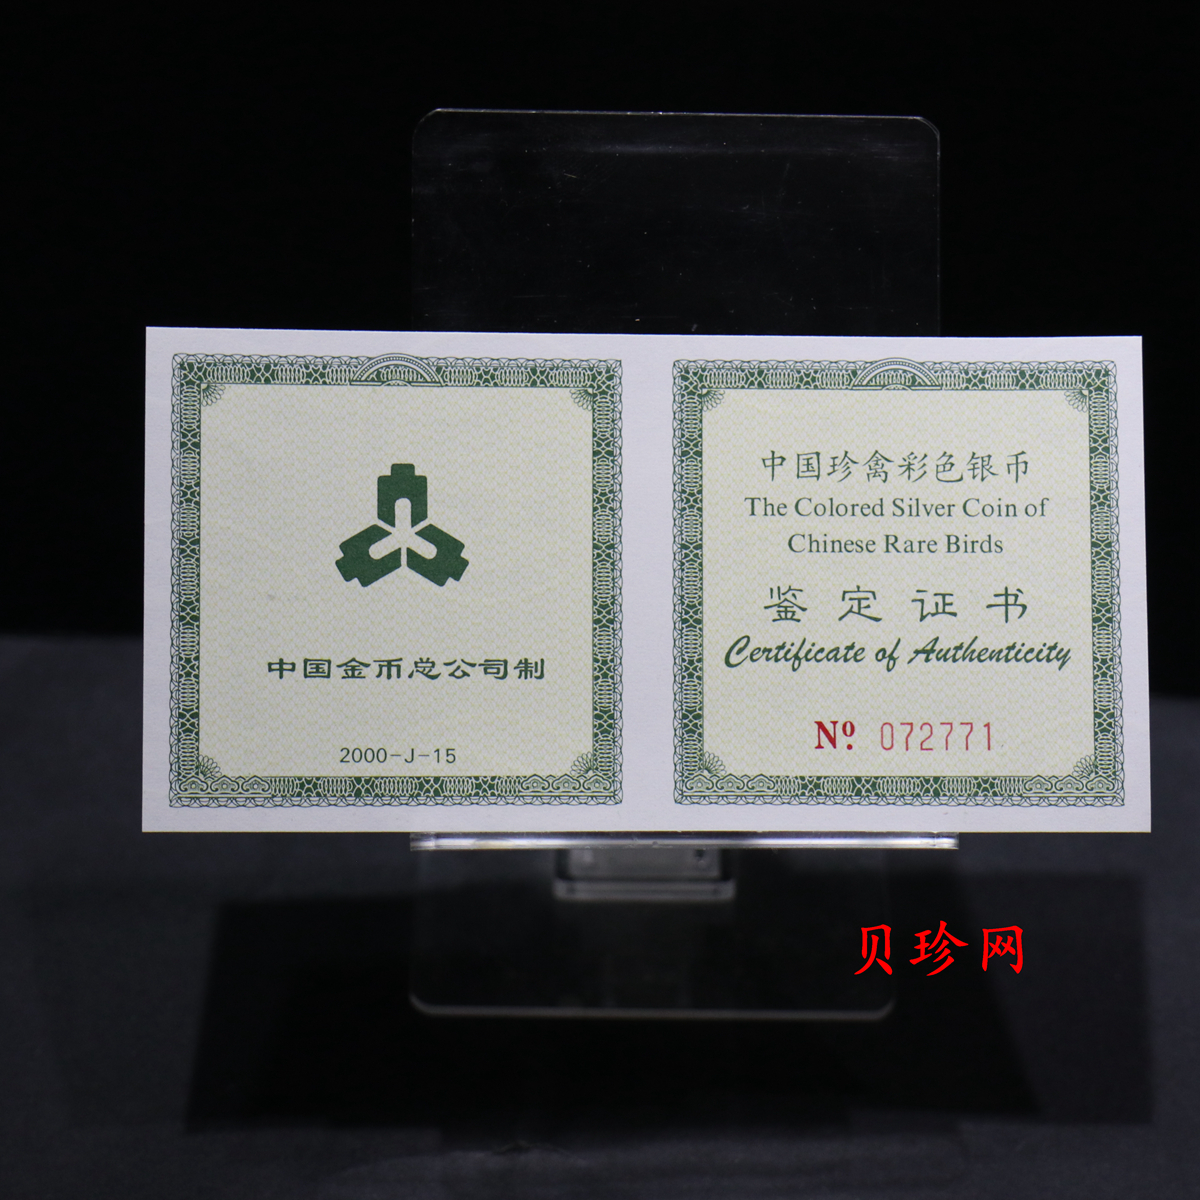 中国金币总公司制
2000-J-15
中国珍禽彩色银币
The Colored Silver Coin of
Chinese Rare Birds
鉴定证书
Certificate of Authenticity
Nº. 072771
贝珍网